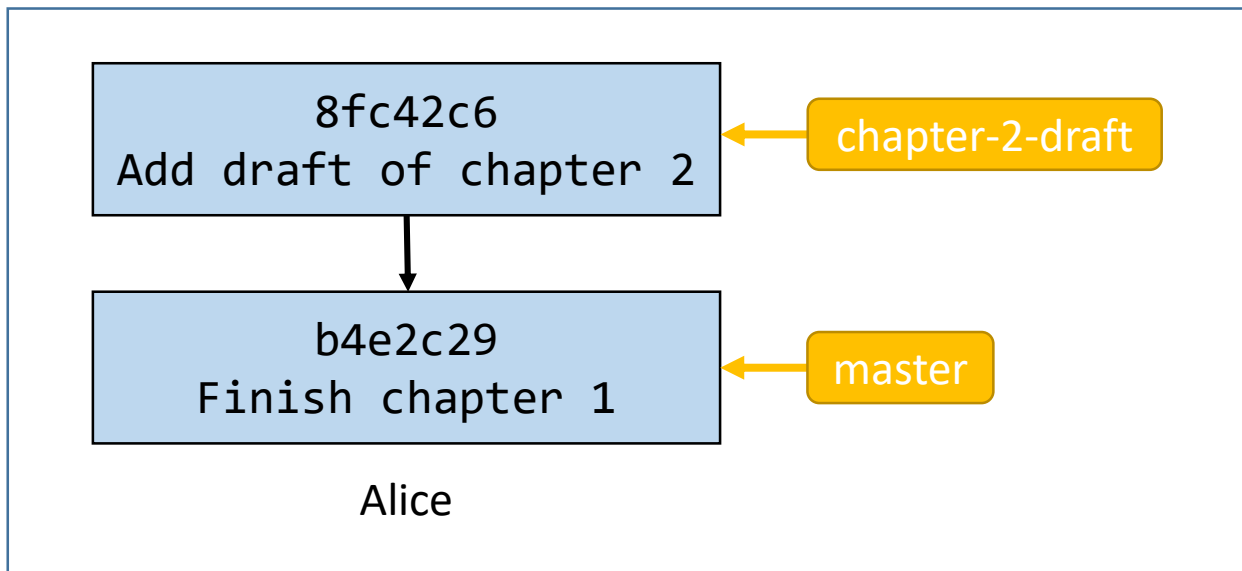 8fc42c6
Add draft of chapter 2
chapter-2-draft
b4e2c29
Finish chapter 1
master
Alice